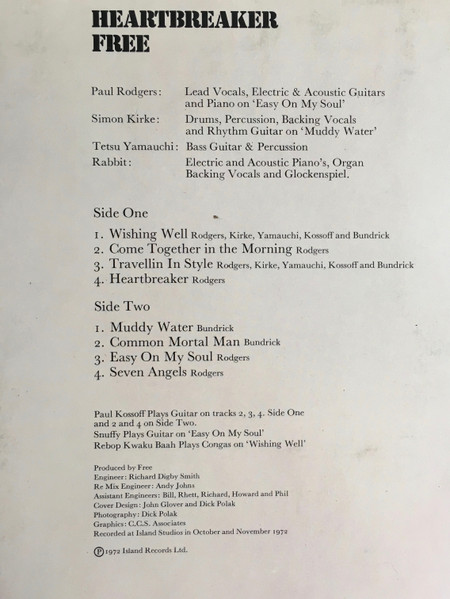 HEARTBREAKER
FREE
Paul Rodgers: Lead Vocals, Electric & Acoustic Guitars
and Piano on 'Easy On My Soul'
Simon Kirke: Drums, Percussion, Backing Vocals
and Rhythm Guitar on 'Muddy Water'
Tetsu Yamauchi: Bass Guitar & Percussion
Rabbit: Electric and Acoustic Piano's, Organ
Backing Vocals and Glockenspiel.
Side One
1. Wishing Well Rodgers, Kirke, Yamauchi, Kossoff and Bundrick
2. Come Together in the Morning Rodgers
3. Travellin In Style Rodgers, Kirke, Yamauchi, Kossoff and Bundrick
4. Heartbreaker Rodgers
Side Two
1. Muddy Water Bundrick
2. Common Mortal Man Bundrick
3. Easy On My Soul Rodgers
4. Seven Angels Rodgers
Paul Kossoff Plays Guitar on tracks 2, 3, 4. Side One
and 2 and 4 on Side Two.
Snuffy Plays Guitar on 'Easy On My Soul'
Rebop Kwaku Baah Plays Congas on 'Wishing Well'
Produced by Free
Engineer: Richard Digby Smith
Re Mix Engineer: Andy Johns
Assistant Engineers: Bill, Rhett, Richard, Howard and Phil
Cover Design: John Glover and Dick Polak
Photography: Dick Polak
Graphics: C.C.S. Associates
Recorded at Island Studios in October and November 1972
Ⓟ 1972 Island Records Ltd.